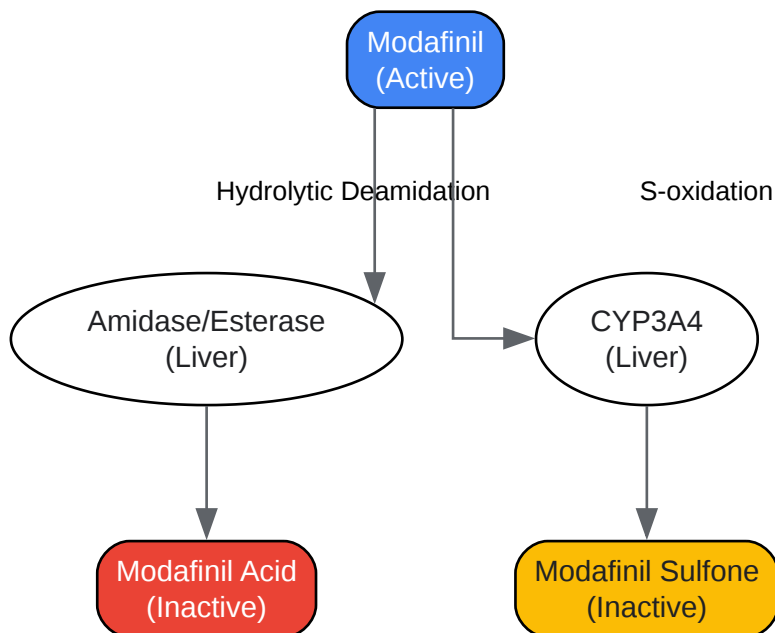 Modafinil
(Active)
Hydrolytic Deamidation
S-oxidation
Amidase/Esterase
(Liver)
CYP3A4
(Liver)
Modafinil Acid
(Inactive)
Modafinil Sulfone
(Inactive)